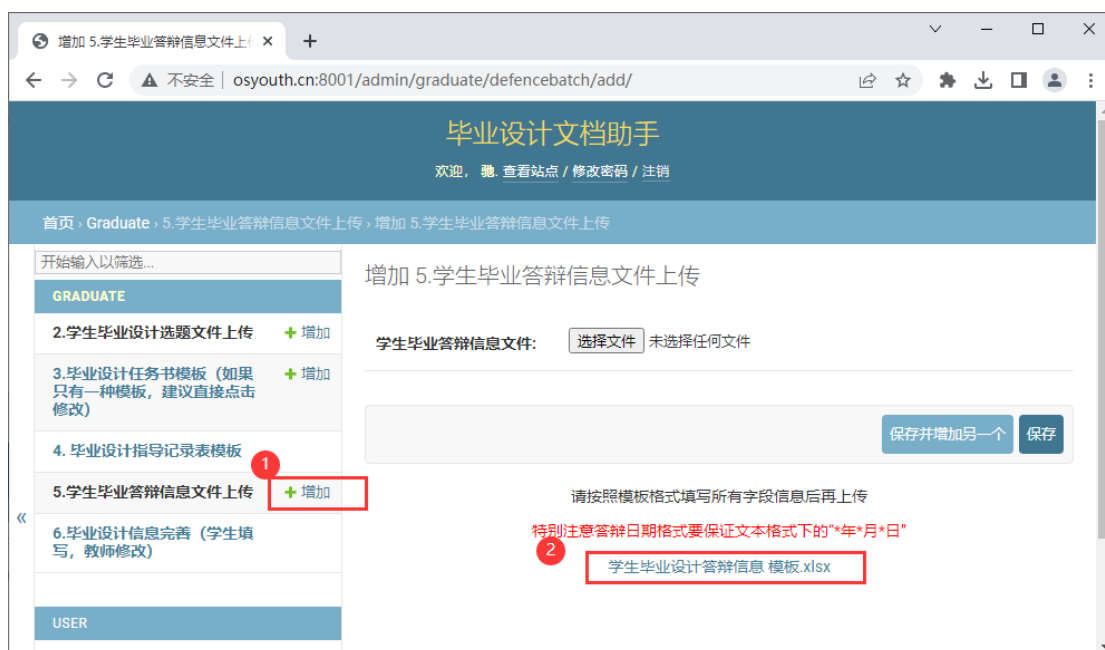 增加 5.学生毕业答辩信息文件上传
不安全 | osyouth.cn:8001/admin/graduate/defencebatch/add/
毕业设计文档助手
欢迎， 驰. 查看站点 / 修改密码 / 注销
首页 › Graduate › 5.学生毕业答辩信息文件上传 › 增加 5.学生毕业答辩信息文件上传
开始输入以筛选...
GRADUATE
2.学生毕业设计选题文件上传 + 增加
3.毕业设计任务书模板（如果 + 增加
只有一种模板，建议直接点击
修改）
4. 毕业设计指导记录表模板
1
5.学生毕业答辩信息文件上传 + 增加
6.毕业设计信息完善（学生填
写，教师修改）
USER
«
增加 5.学生毕业答辩信息文件上传
学生毕业答辩信息文件: 选择文件 未选择任何文件
保存并增加另一个 保存
请按照模板格式填写所有字段信息后再上传
特别注意答辩日期格式要保证文本格式下的"*年*月*日"
2
学生毕业设计答辩信息 模板.xlsx